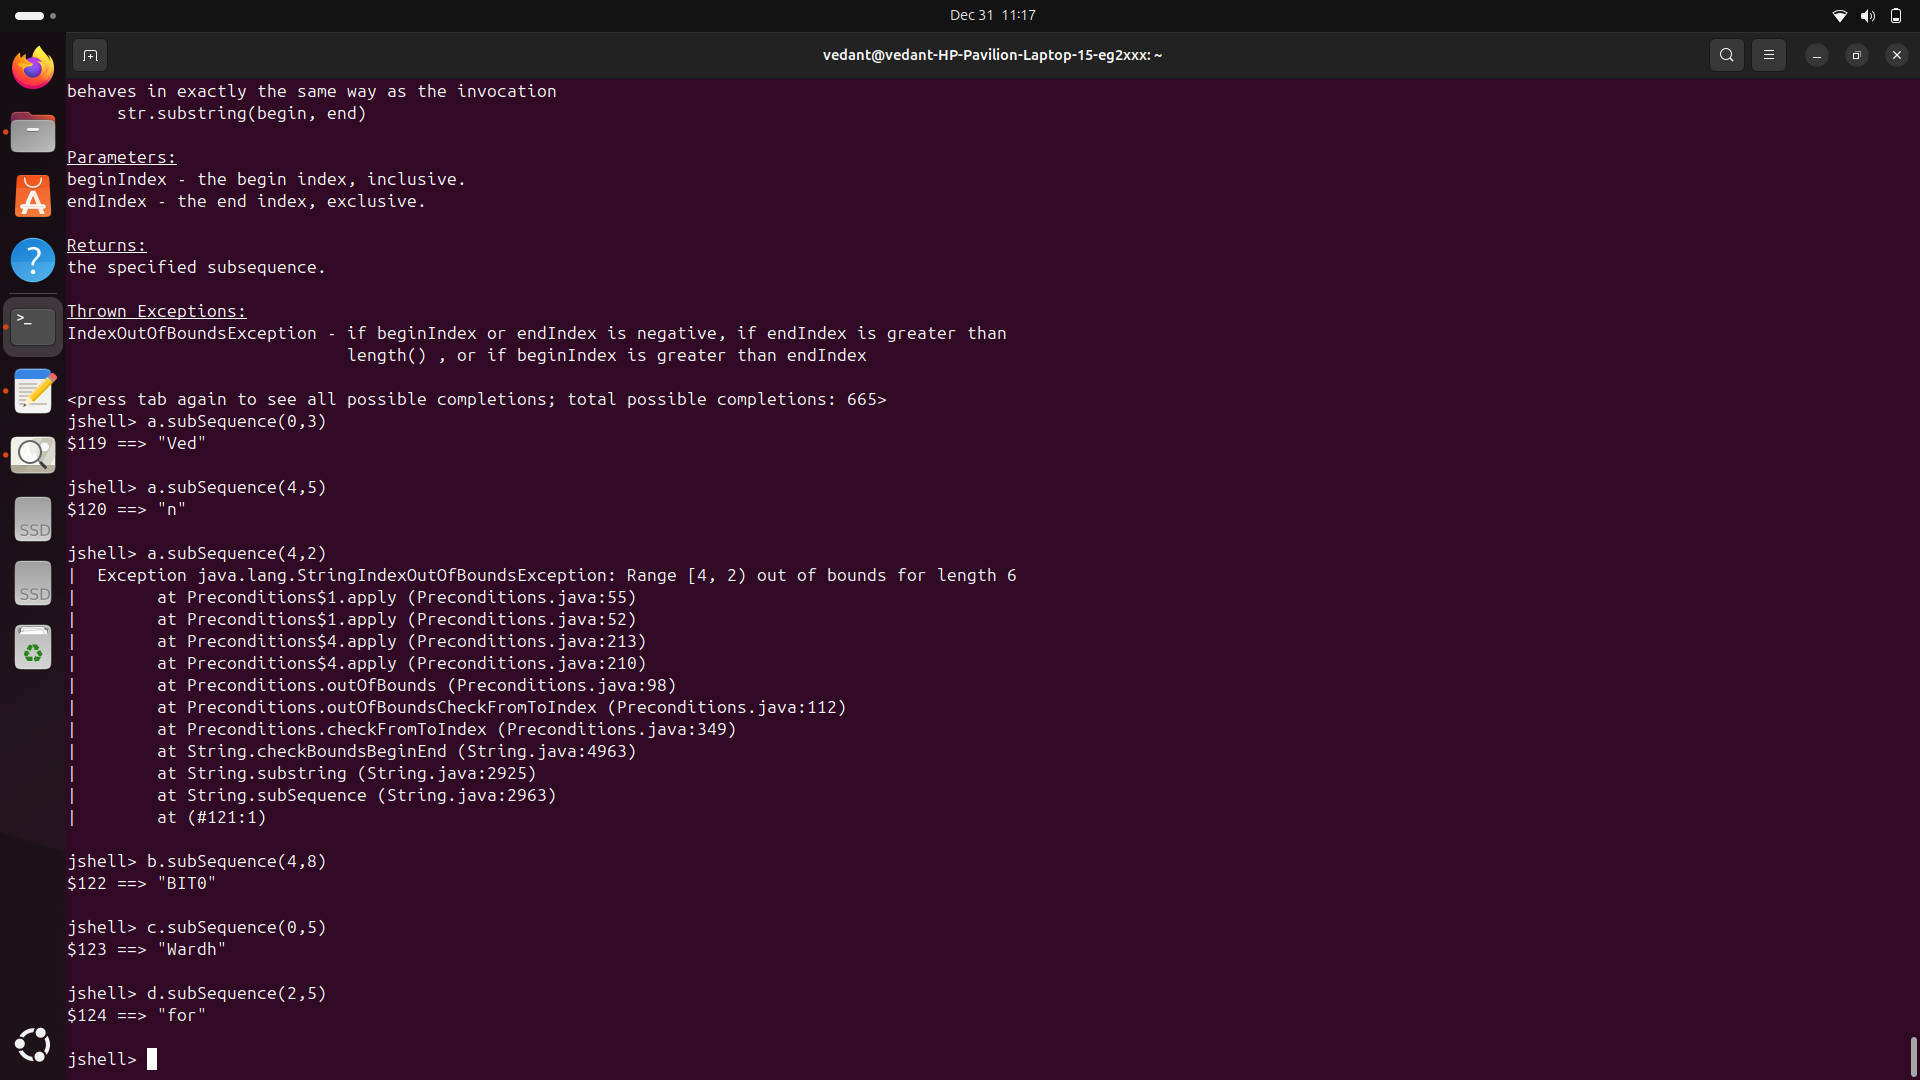 Dec 31 11:17
vedant@vedant-HP-Pavilion-Laptop-15-eg2xxx: ~
behaves in exactly the same way as the invocation
     str.substring(begin, end)
Parameters:
beginIndex - the begin index, inclusive.
endIndex - the end index, exclusive.
Returns:
the specified subsequence.
Thrown Exceptions:
IndexOutOfBoundsException - if beginIndex or endIndex is negative, if endIndex is greater than
                            length() , or if beginIndex is greater than endIndex
<press tab again to see all possible completions; total possible completions: 665>
jshell> a.subSequence(0,3)
$119 ==> "Ved"
jshell> a.subSequence(4,5)
$120 ==> "n"
jshell> a.subSequence(4,2)
|  Exception java.lang.StringIndexOutOfBoundsException: Range [4, 2) out of bounds for length 6
|        at Preconditions$1.apply (Preconditions.java:55)
|        at Preconditions$1.apply (Preconditions.java:52)
|        at Preconditions$4.apply (Preconditions.java:213)
|        at Preconditions$4.apply (Preconditions.java:210)
|        at Preconditions.outOfBounds (Preconditions.java:98)
|        at Preconditions.outOfBoundsCheckFromToIndex (Preconditions.java:112)
|        at Preconditions.checkFromToIndex (Preconditions.java:349)
|        at String.checkBoundsBeginEnd (String.java:4963)
|        at String.substring (String.java:2925)
|        at String.subSequence (String.java:2963)
|        at (#121:1)
jshell> b.subSequence(4,8)
$122 ==> "BIT0"
jshell> c.subSequence(0,5)
$123 ==> "Wardh"
jshell> d.subSequence(2,5)
$124 ==> "for"
jshell>
SSD
SSD